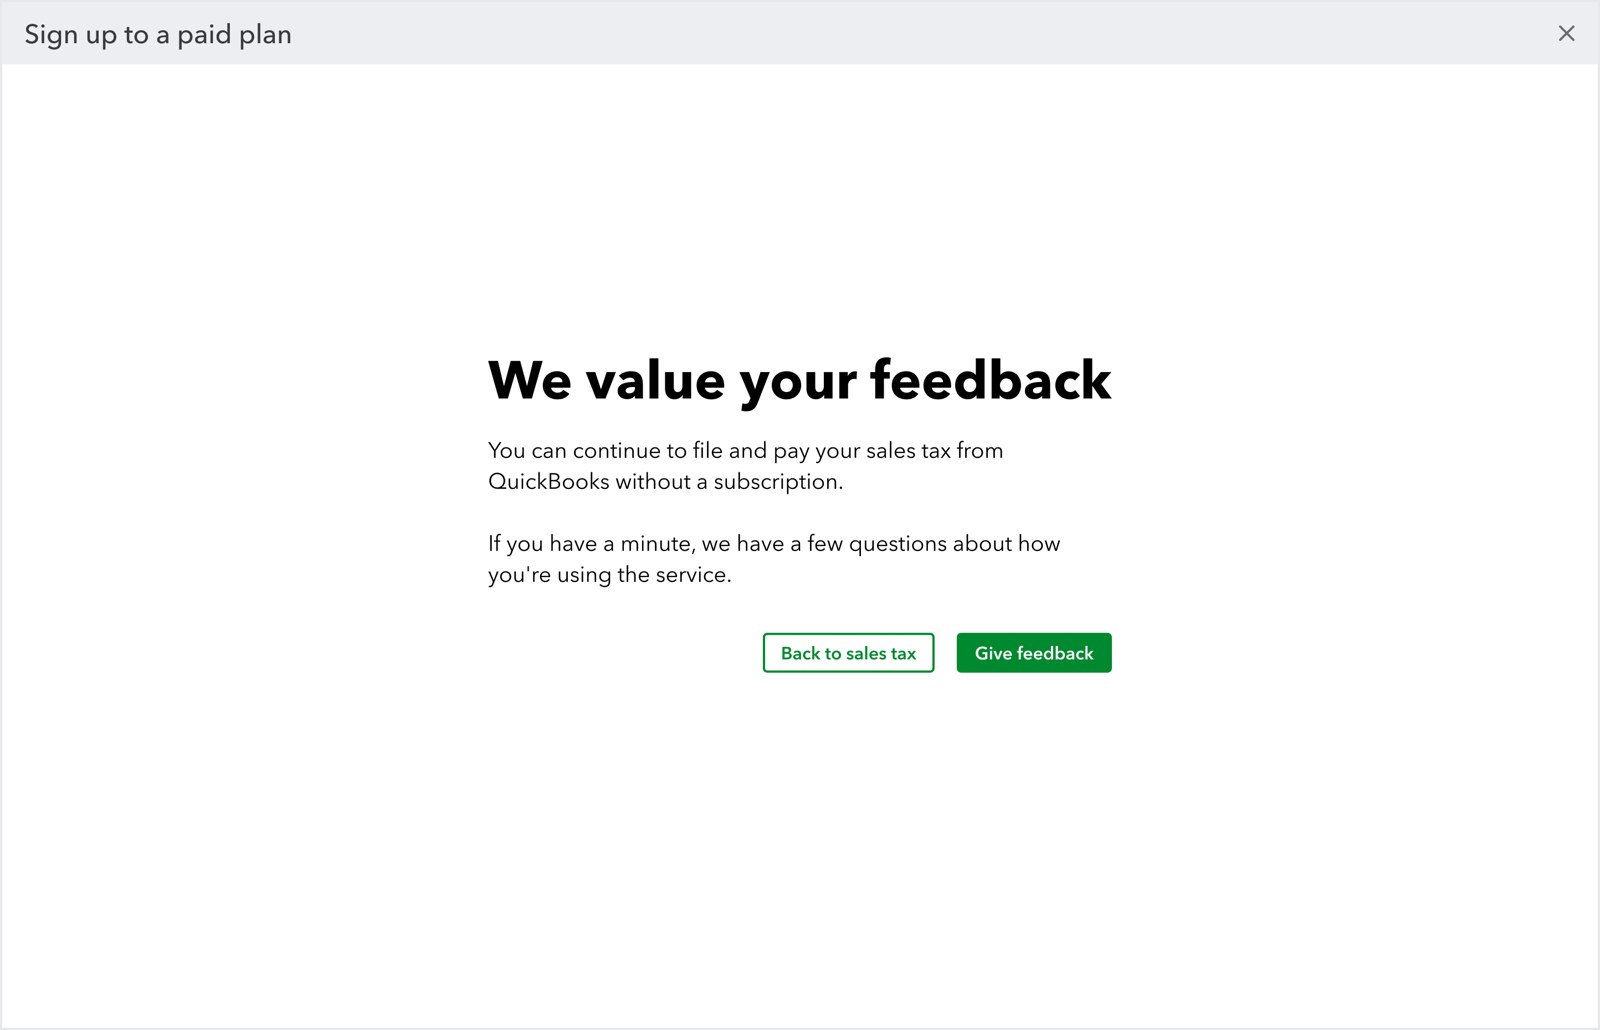 Sign up to a paid plan
We value your feedback
You can continue to file and pay your sales tax from
QuickBooks without a subscription.
If you have a minute, we have a few questions about how
you're using the service.
Back to sales tax
Give feedback